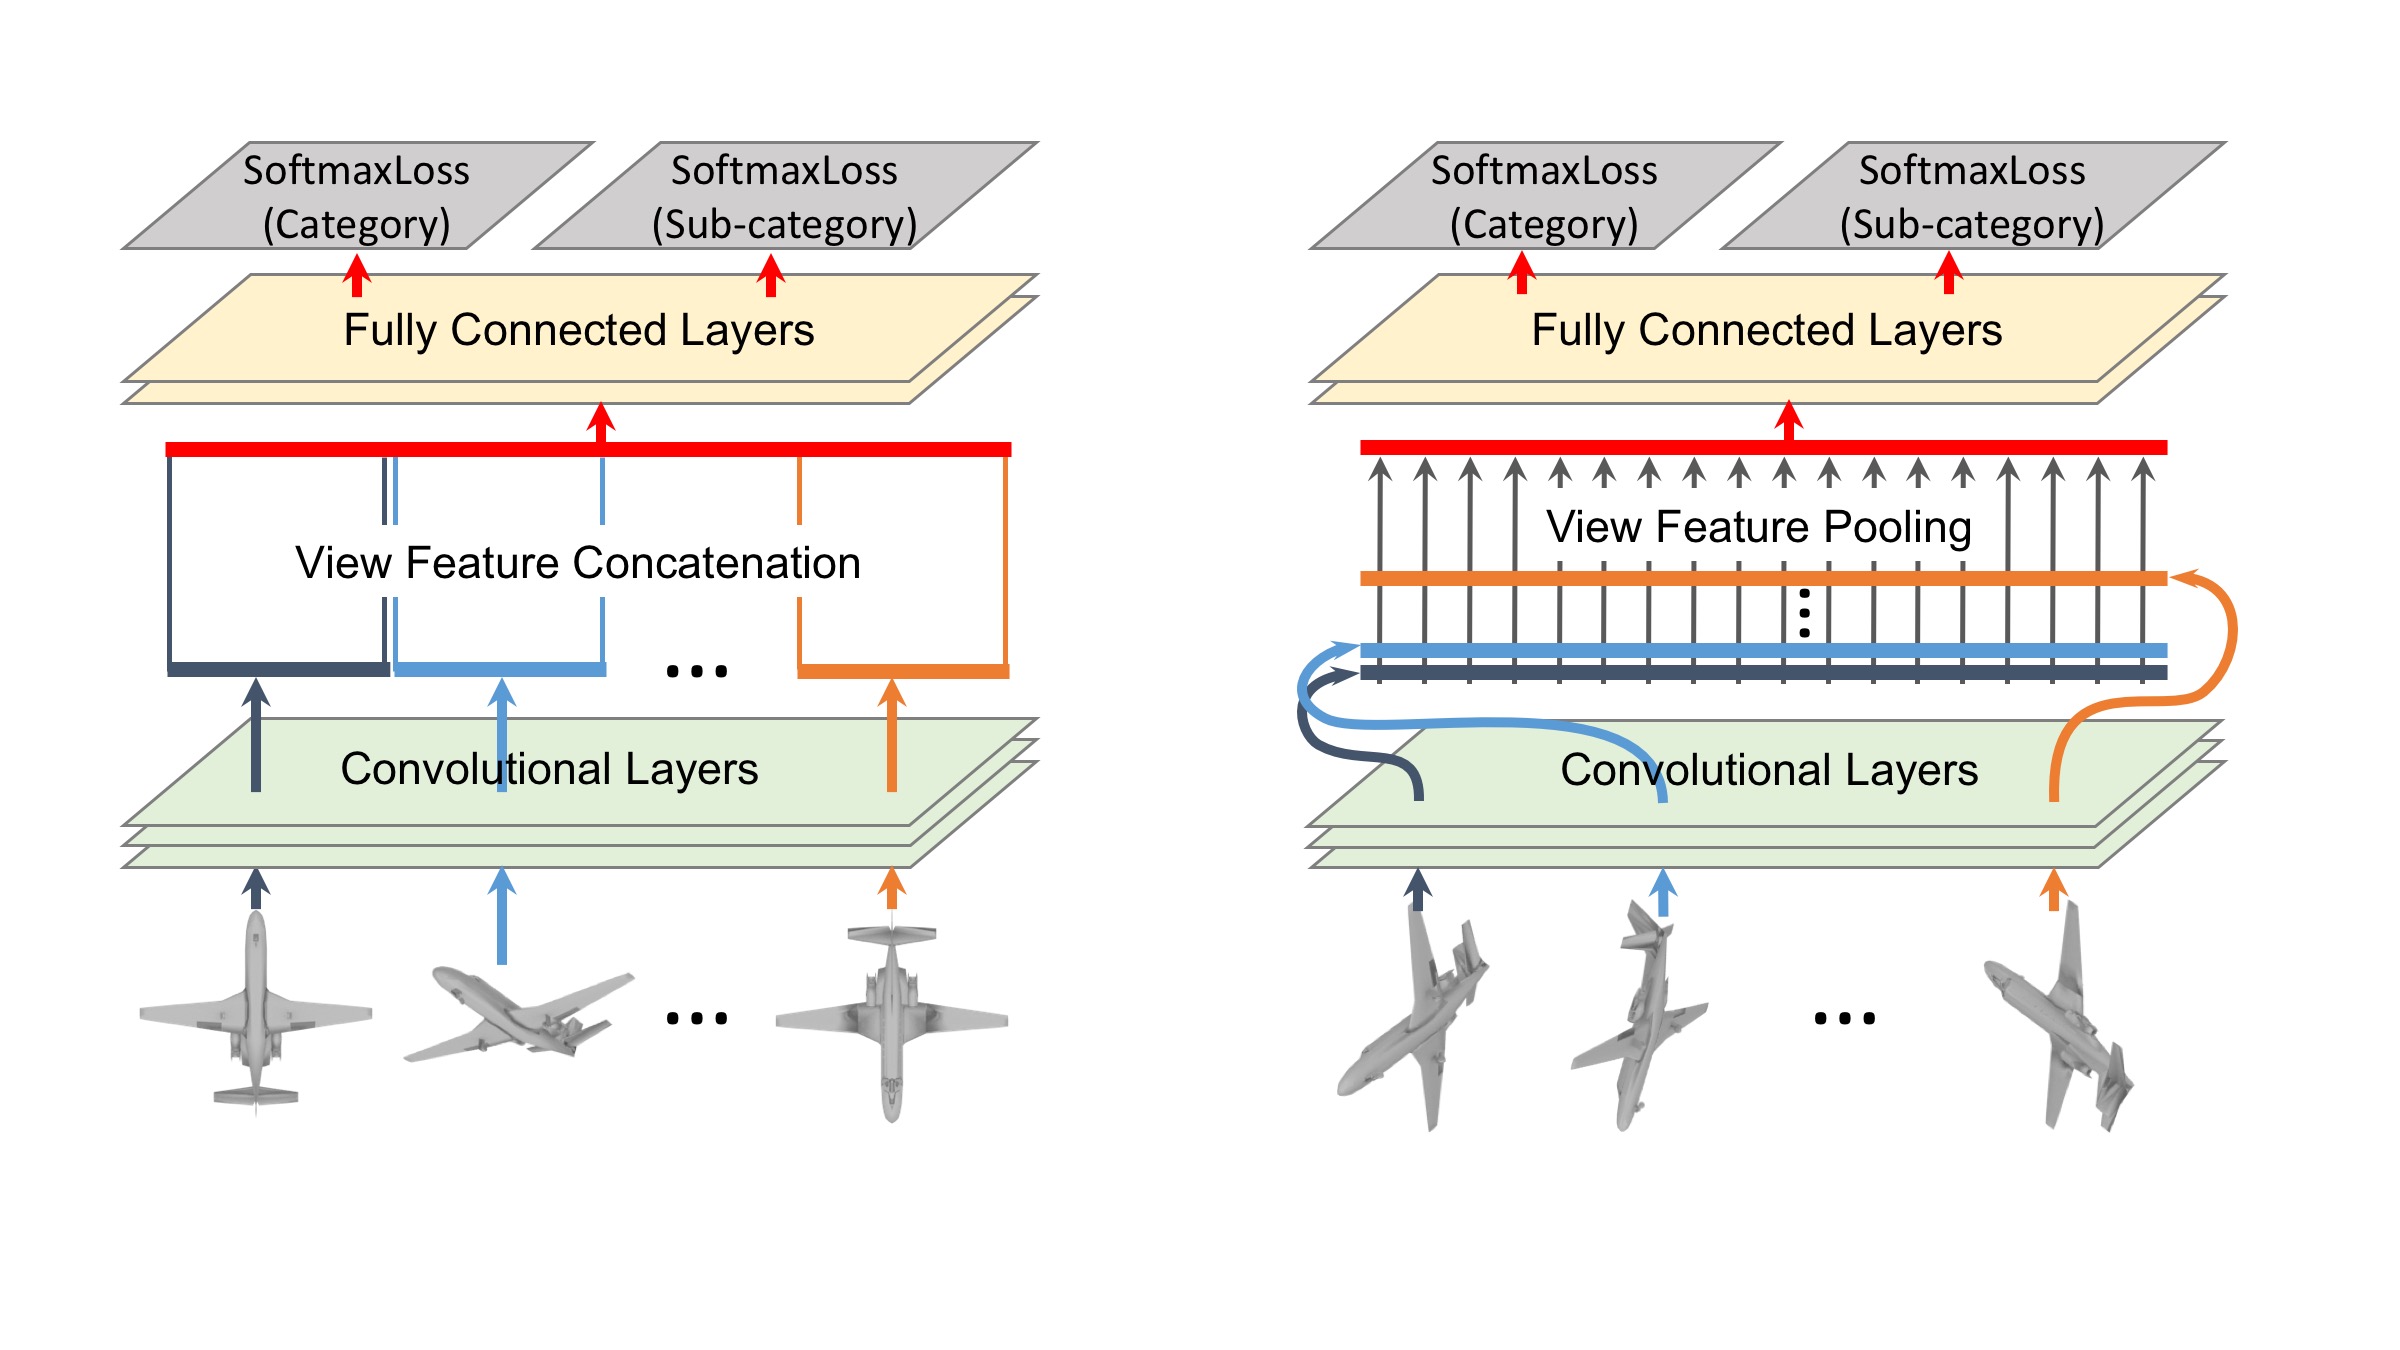 SoftmaxLoss
(Category)
SoftmaxLoss
(Sub-category)
Fully Connected Layers
View Feature Concatenation
...
Convolutional Layers
...
SoftmaxLoss
(Category)
SoftmaxLoss
(Sub-category)
Fully Connected Layers
View Feature Pooling
...
Convolutional Layers
...